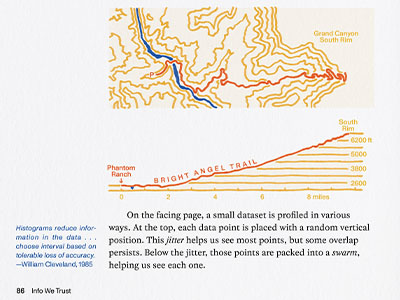 Grand Canyon
South Rim
P
South
Rim
6200 ft
5000
3800
2600
Phantom
Ranch
BRIGHT ANGEL TRAIL
0 2 4 6 8 miles
On the facing page, a small dataset is profiled in various
ways. At the top, each data point is placed with a random vertical
position. This jitter helps us see most points, but some overlap
persists. Below the jitter, those points are packed into a swarm,
helping us see each one.
Histograms reduce infor-
mation in the data . . .
choose interval based on
tolerable loss of accuracy.
—William Cleveland, 1985
86 Info We Trust